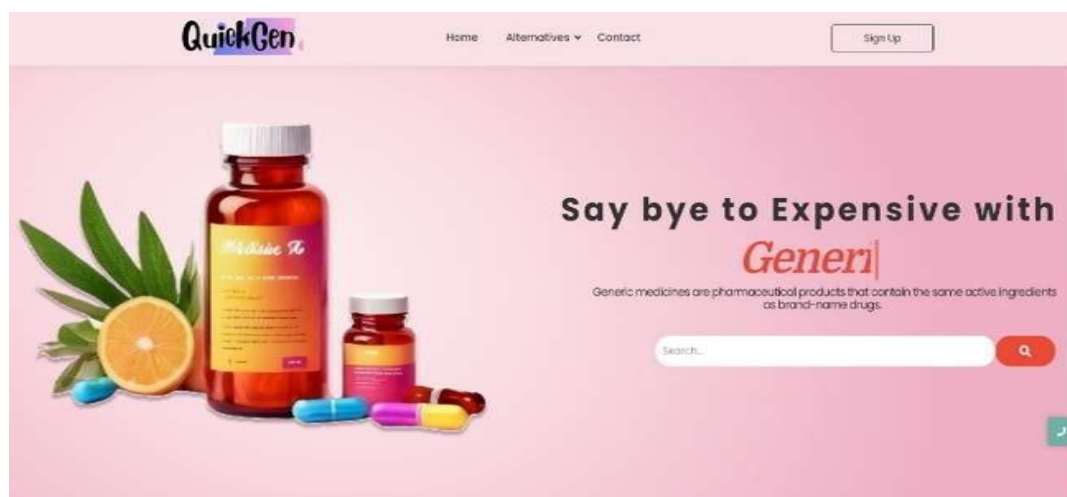 QuickGen
Home Alternatives Contact
Sign Up
Say bye to Expensive with
Generi
Generic medicines are pharmaceutical products that contain the same active ingredients
as brand-name drugs.
Search...